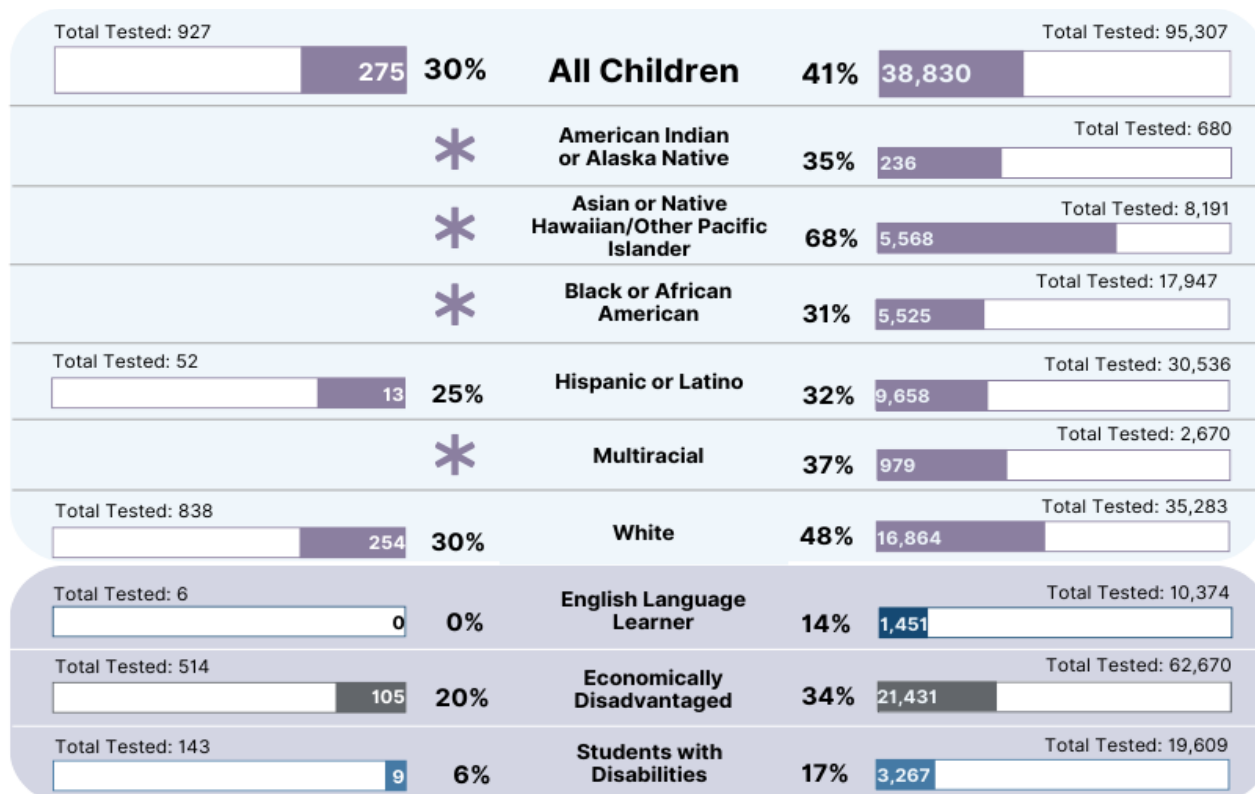 Total Tested: 927
Total Tested: 95,307
275 30% All Children 41% 38,830
American Indian
or Alaska Native
Total Tested: 680
* 35% 236
Asian or Native
Hawaiian/Other Pacific
Islander
Total Tested: 8,191
* 68% 5,568
Black or African
American
Total Tested: 17,947
* 31% 5,525
Total Tested: 52
Total Tested: 30,536
13 25% Hispanic or Latino 32% 9,658
Total Tested: 2,670
* Multiracial 37% 979
Total Tested: 838
Total Tested: 35,283
254 30% White 48% 16,864
Total Tested: 6
Total Tested: 10,374
English Language
Learner
0 0% 14% 1,451
Total Tested: 514
Total Tested: 62,670
Economically
Disadvantaged
105 20% 34% 21,431
Total Tested: 143
Total Tested: 19,609
Students with
Disabilities
9 6% 17% 3,267